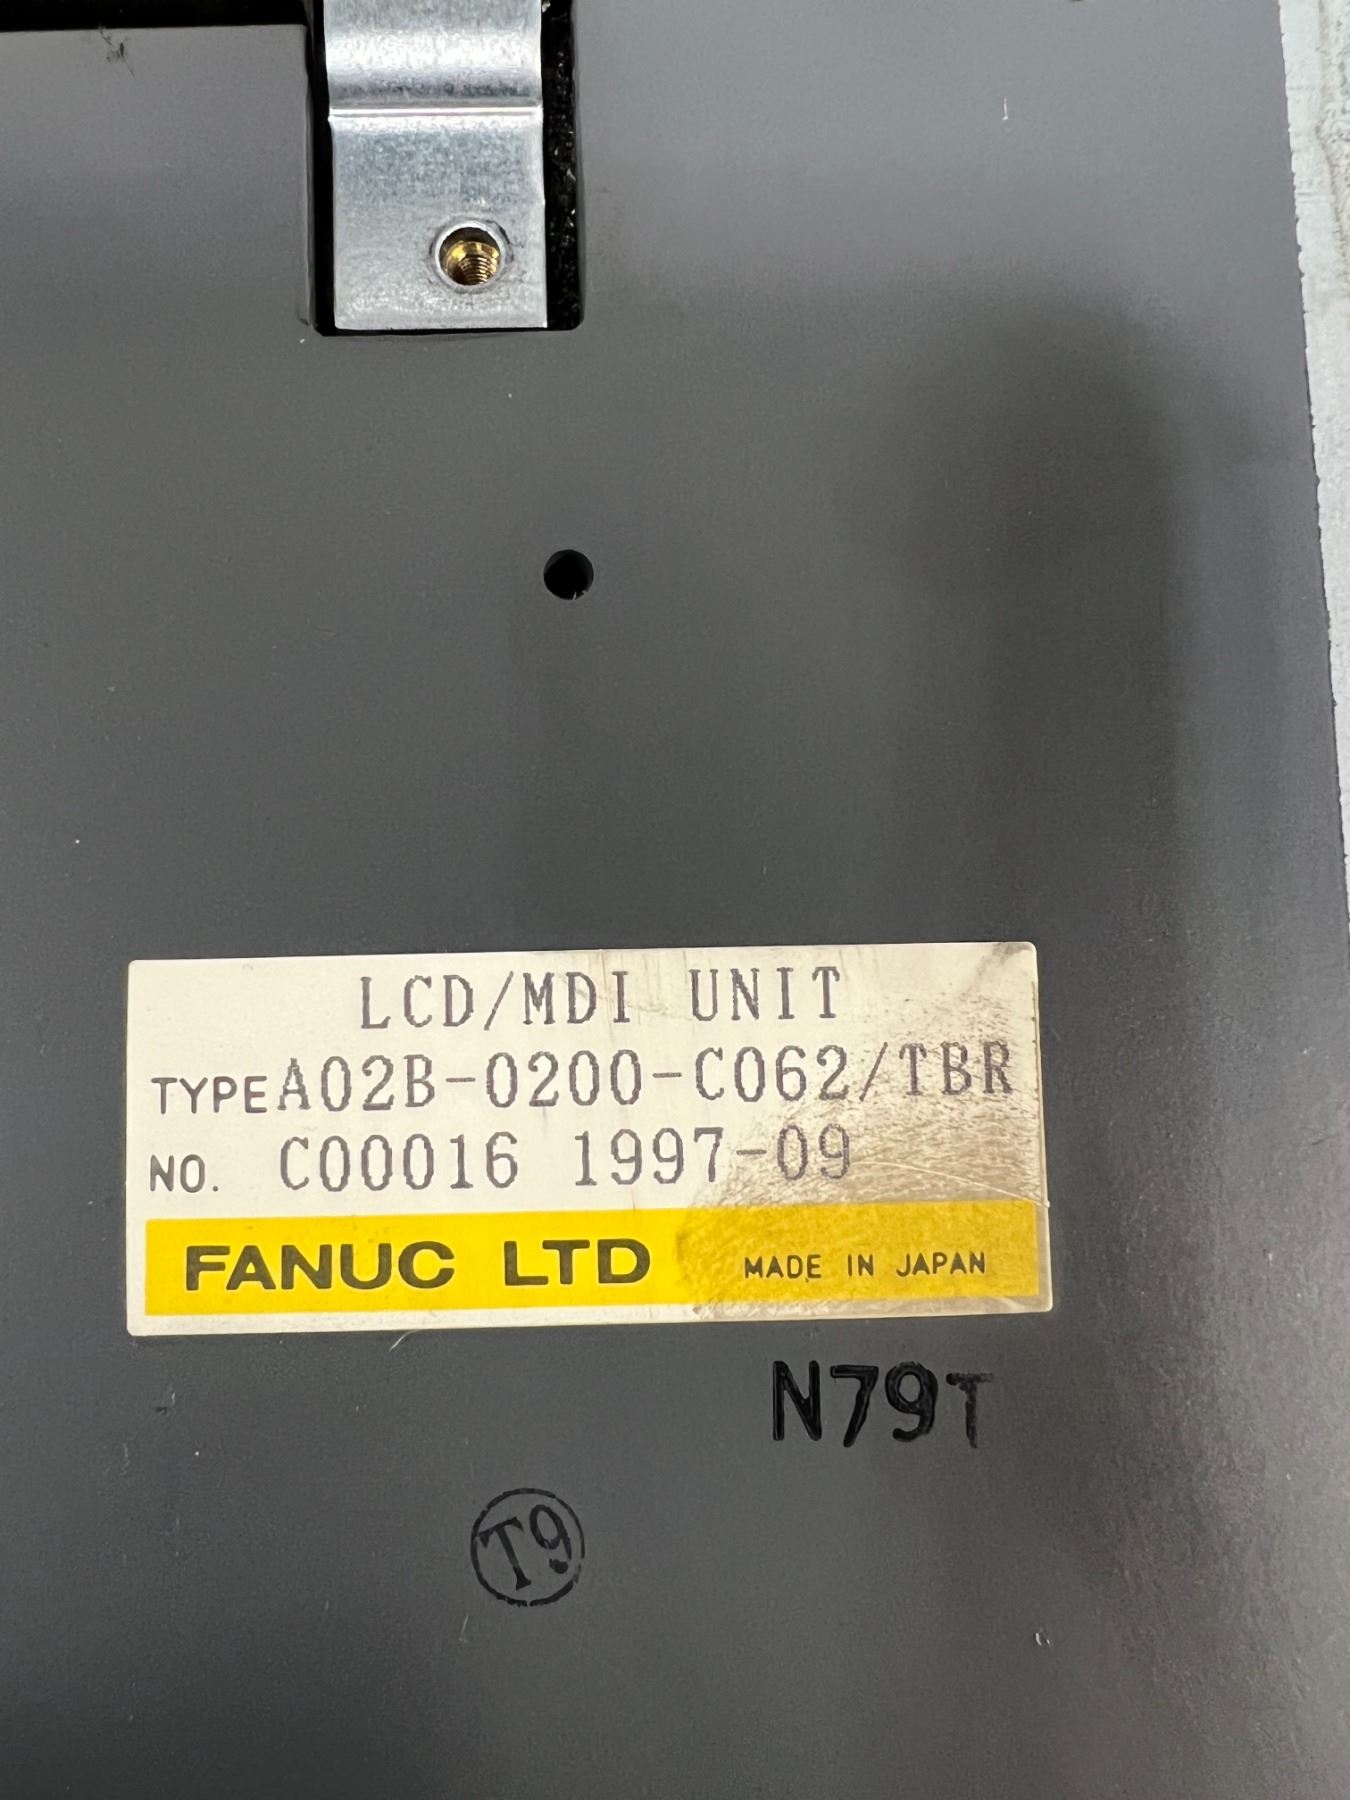 LCD/MDI UNIT
TYPE A02B-0200-C062/TBR
NO. C00016 1997-09
FANUC LTD MADE IN JAPAN
N79T
T9